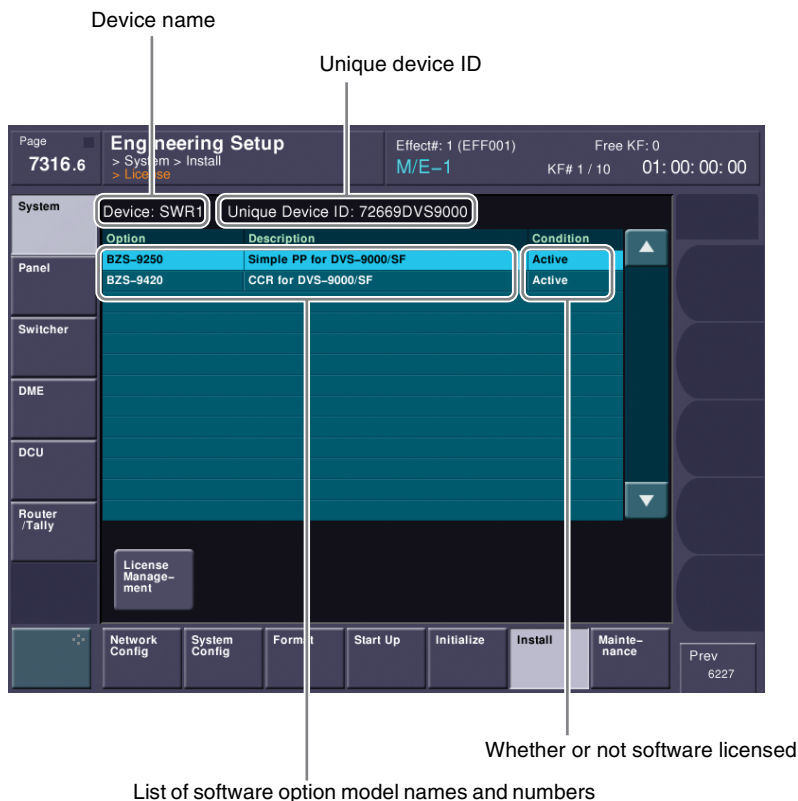 Device name
Unique device ID
Page
7316.6
Engineering Setup
> System > Install
> License
Effect#: 1 (EFF001)
Free KF: 0
M/E–1
KF# 1 / 10
01: 00: 00: 00
System
Panel
Switcher
DME
DCU
Router
/Tally
Device: SWR1
Unique Device ID: 72669DVS9000
Option Description Condition
BZS–9250 Simple PP for DVS–9000/SF Active
BZS–9420 CCR for DVS–9000/SF Active
License
Manage–
ment
Network
Config
System
Config
Format
Start Up
Initialize
Install
Mainte–
nance
Prev
6227
Whether or not software licensed
List of software option model names and numbers